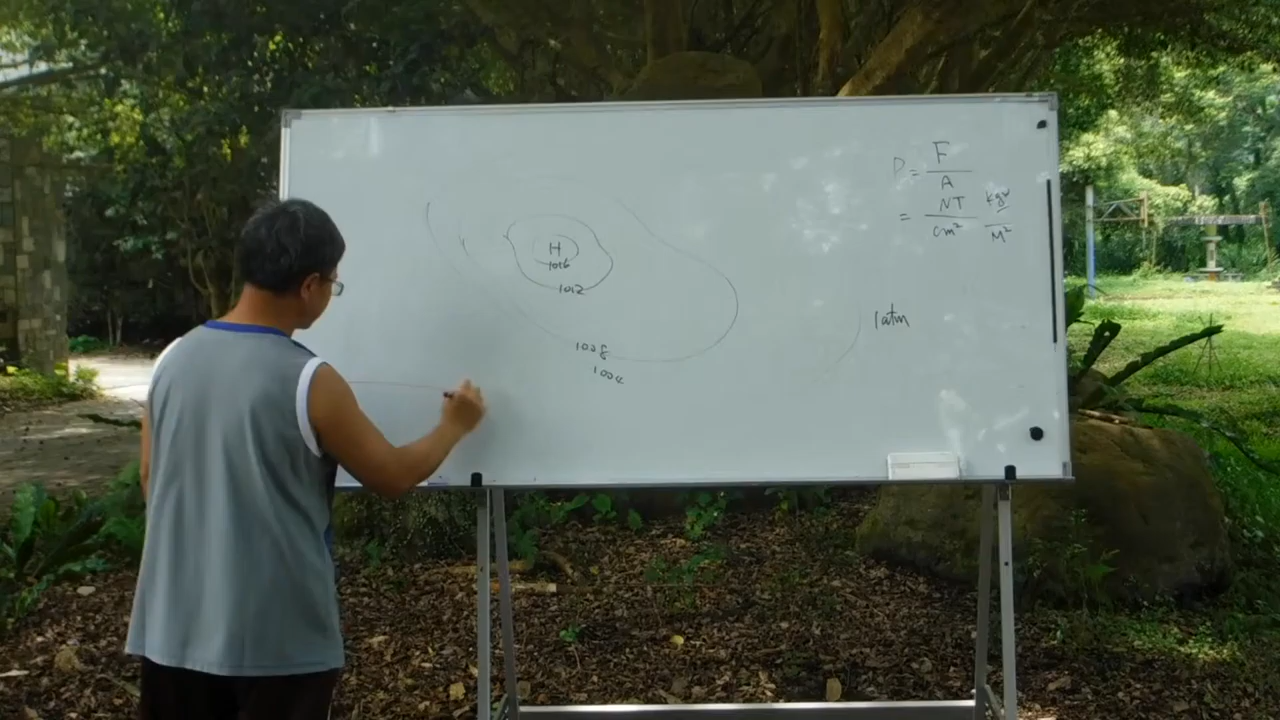 H
1016
1012
1008
1004
1atm
P = F / A
= NT / cm² kgw / M²